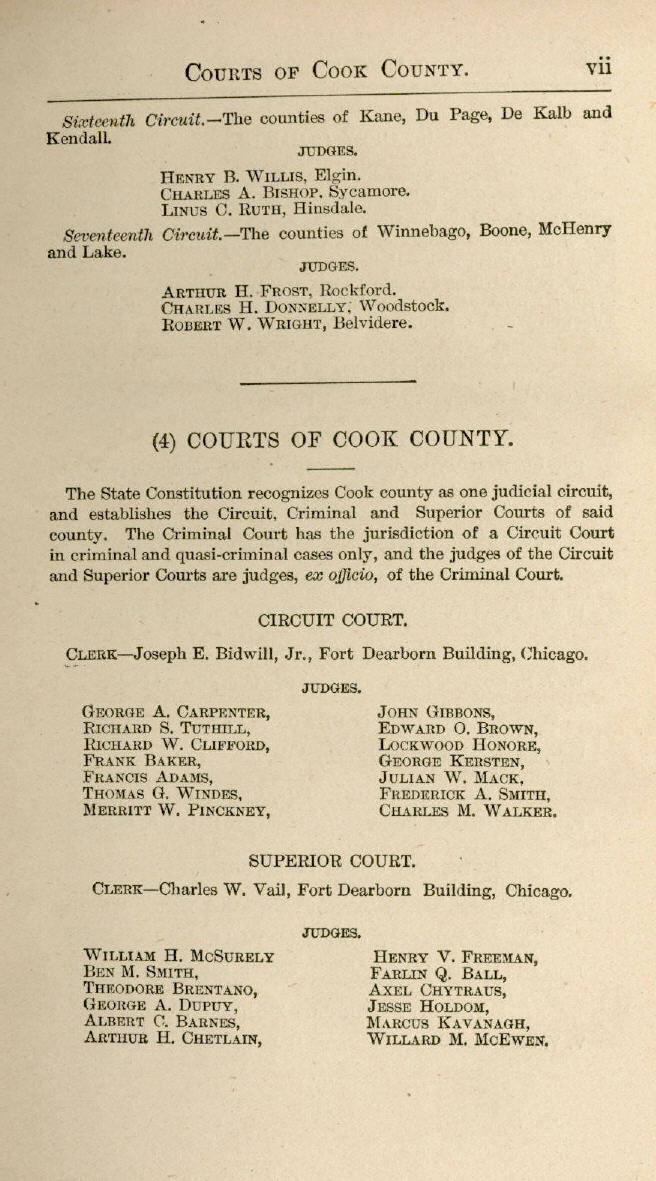 COURTS OF COOK COUNTY. vii
Sixteenth Circuit.—The counties of Kane, Du Page, De Kalb and
Kendall.
JUDGES.
HENRY B. WILLIS, Elgin.
CHARLES A. BISHOP, Sycamore.
LINUS C. RUTH, Hinsdale.
Seventeenth Circuit.—The counties of Winnebago, Boone, McHenry
and Lake.
JUDGES.
ARTHUR H. FROST, Rockford.
CHARLES H. DONNELLY, Woodstock.
ROBERT W. WRIGHT, Belvidere.
(4) COURTS OF COOK COUNTY.
The State Constitution recognizes Cook county as one judicial circuit,
and establishes the Circuit, Criminal and Superior Courts of said
county. The Criminal Court has the jurisdiction of a Circuit Court
in criminal and quasi-criminal cases only, and the judges of the Circuit
and Superior Courts are judges, ex officio, of the Criminal Court.
CIRCUIT COURT.
CLERK—Joseph E. Bidwill, Jr., Fort Dearborn Building, Chicago.
JUDGES.
GEORGE A. CARPENTER,
RICHARD S. TUTHILL,
RICHARD W. CLIFFORD,
FRANK BAKER,
FRANCIS ADAMS,
THOMAS G. WINDES,
MERRITT W. PINCKNEY,
JOHN GIBBONS,
EDWARD O. BROWN,
LOCKWOOD HONORE,
GEORGE KERSTEN,
JULIAN W. MACK,
FREDERICK A. SMITH,
CHARLES M. WALKER.
SUPERIOR COURT.
CLERK—Charles W. Vail, Fort Dearborn Building, Chicago.
JUDGES.
WILLIAM H. MCSURELY
BEN M. SMITH,
THEODORE BRENTANO,
GEORGE A. DUPUY,
ALBERT C. BARNES,
ARTHUR H. CHETLAIN,
HENRY V. FREEMAN,
FARLIN Q. BALL,
AXEL CHYTRAUS,
JESSE HOLDOM,
MARCUS KAVANAGH,
WILLARD M. MCEWEN.